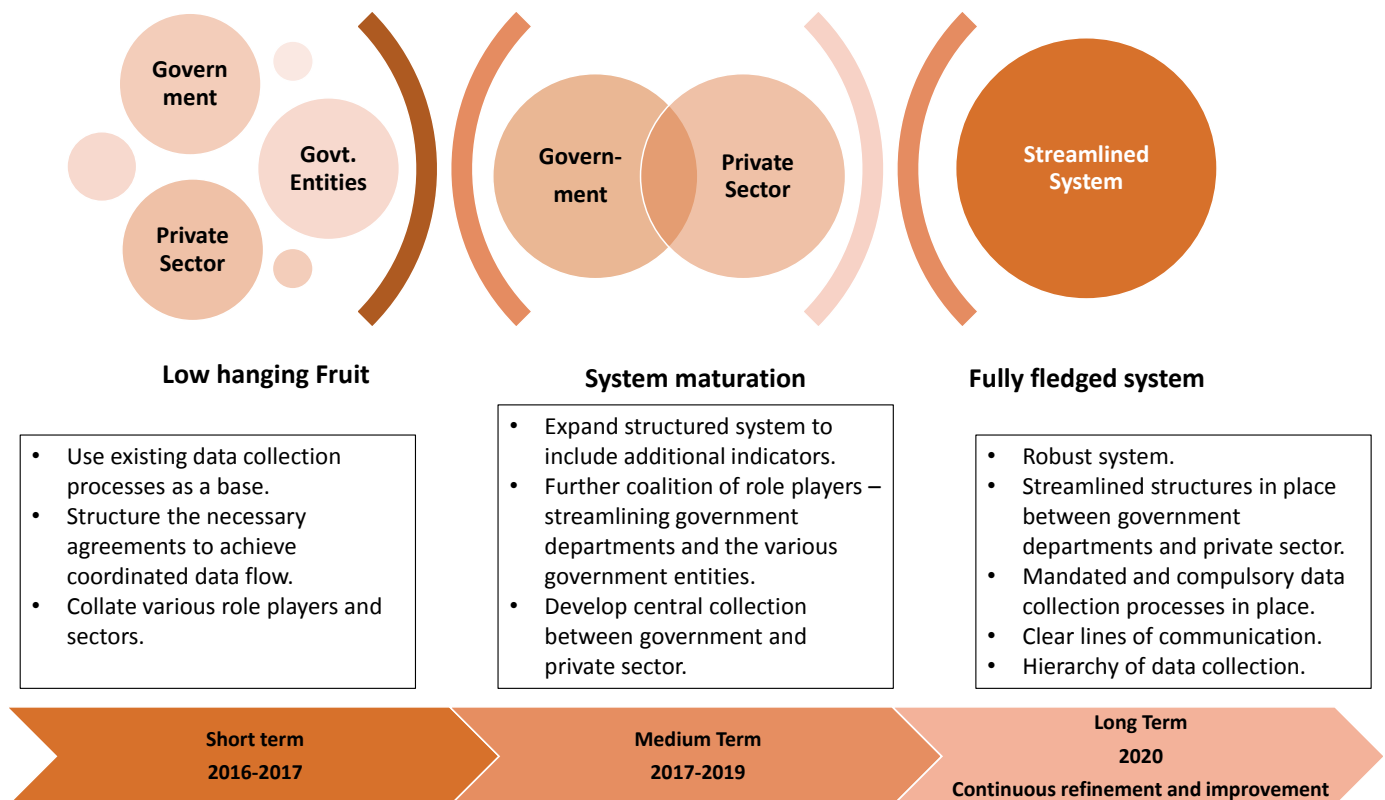 Govern
ment
Govt.
Entities
Private
Sector
Govern-
ment
Private
Sector
Streamlined
System
Low hanging Fruit
System maturation
Fully fledged system
• Use existing data collection
processes as a base.
• Structure the necessary
agreements to achieve
coordinated data flow.
• Collate various role players and
sectors.
• Expand structured system to
include additional indicators.
• Further coalition of role players –
streamlining government
departments and the various
government entities.
• Develop central collection
between government and
private sector.
• Robust system.
• Streamlined structures in place
between government
departments and private sector.
• Mandated and compulsory data
collection processes in place.
• Clear lines of communication.
• Hierarchy of data collection.
Short term
2016-2017
Medium Term
2017-2019
Long Term
2020
Continuous refinement and improvement